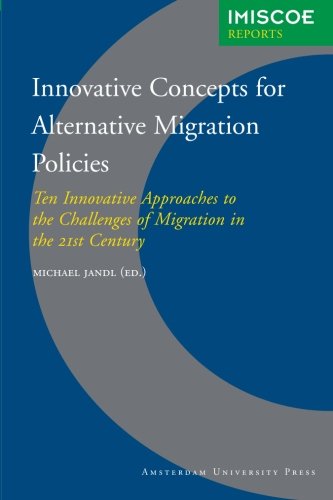 IMISCOE
REPORTS
Innovative Concepts for
Alternative Migration
Policies
Ten Innovative Approaches to
the Challenges of Migration in
the 21st Century
MICHAEL JANDL (ED.)
AMSTERDAM UNIVERSITY PRESS